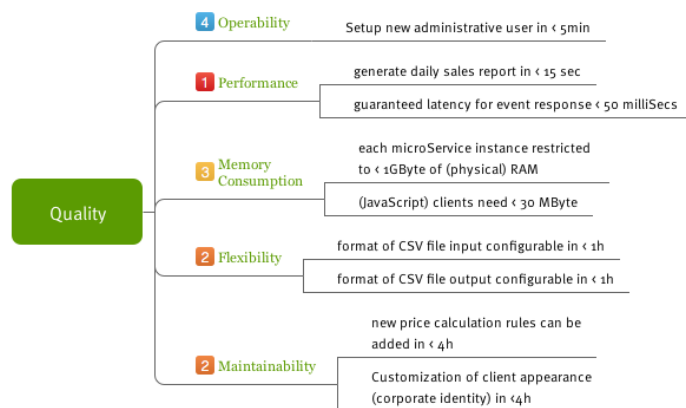 4 Operability
Setup new administrative user in < 5min
1 Performance
generate daily sales report in < 15 sec
guaranteed latency for event response < 50 milliSecs
Quality
3 Memory
Consumption
each microService instance restricted
to < 1GByte of (physical) RAM
(JavaScript) clients need < 30 MByte
2 Flexibility
format of CSV file input configurable in < 1h
format of CSV file output configurable in < 1h
2 Maintainability
new price calculation rules can be
added in < 4h
Customization of client appearance
(corporate identity) in <4h